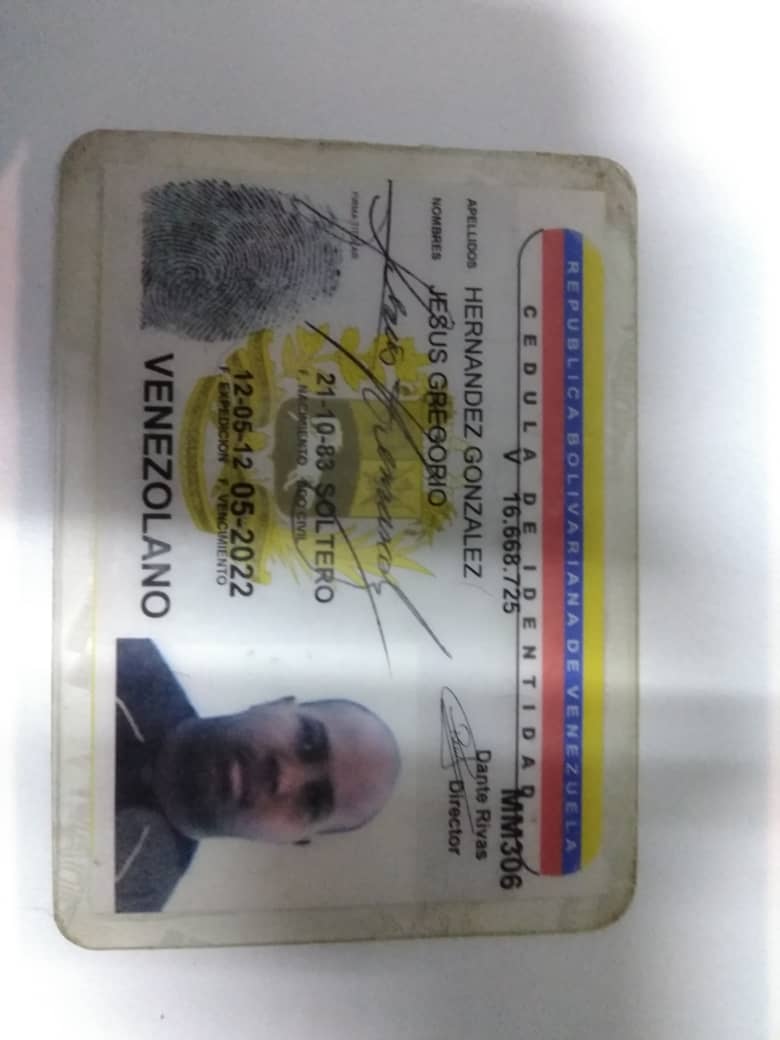 REPUBLICA BOLIVARIANA DE VENEZUELA
CEDULA DE IDENTIDAD
V 16.668.725 MM306
APELLIDOS HERNANDEZ GONZALEZ
Dante Rivas
Director
NOMBRES JESUS GREGORIO
FIRMA TITULAR
21-10-83 SOLTERO
F. NACIMIENTO EDO CIVIL
12-05-12 05-2022
F. EXPEDICION F. VENCIMIENTO
VENEZOLANO